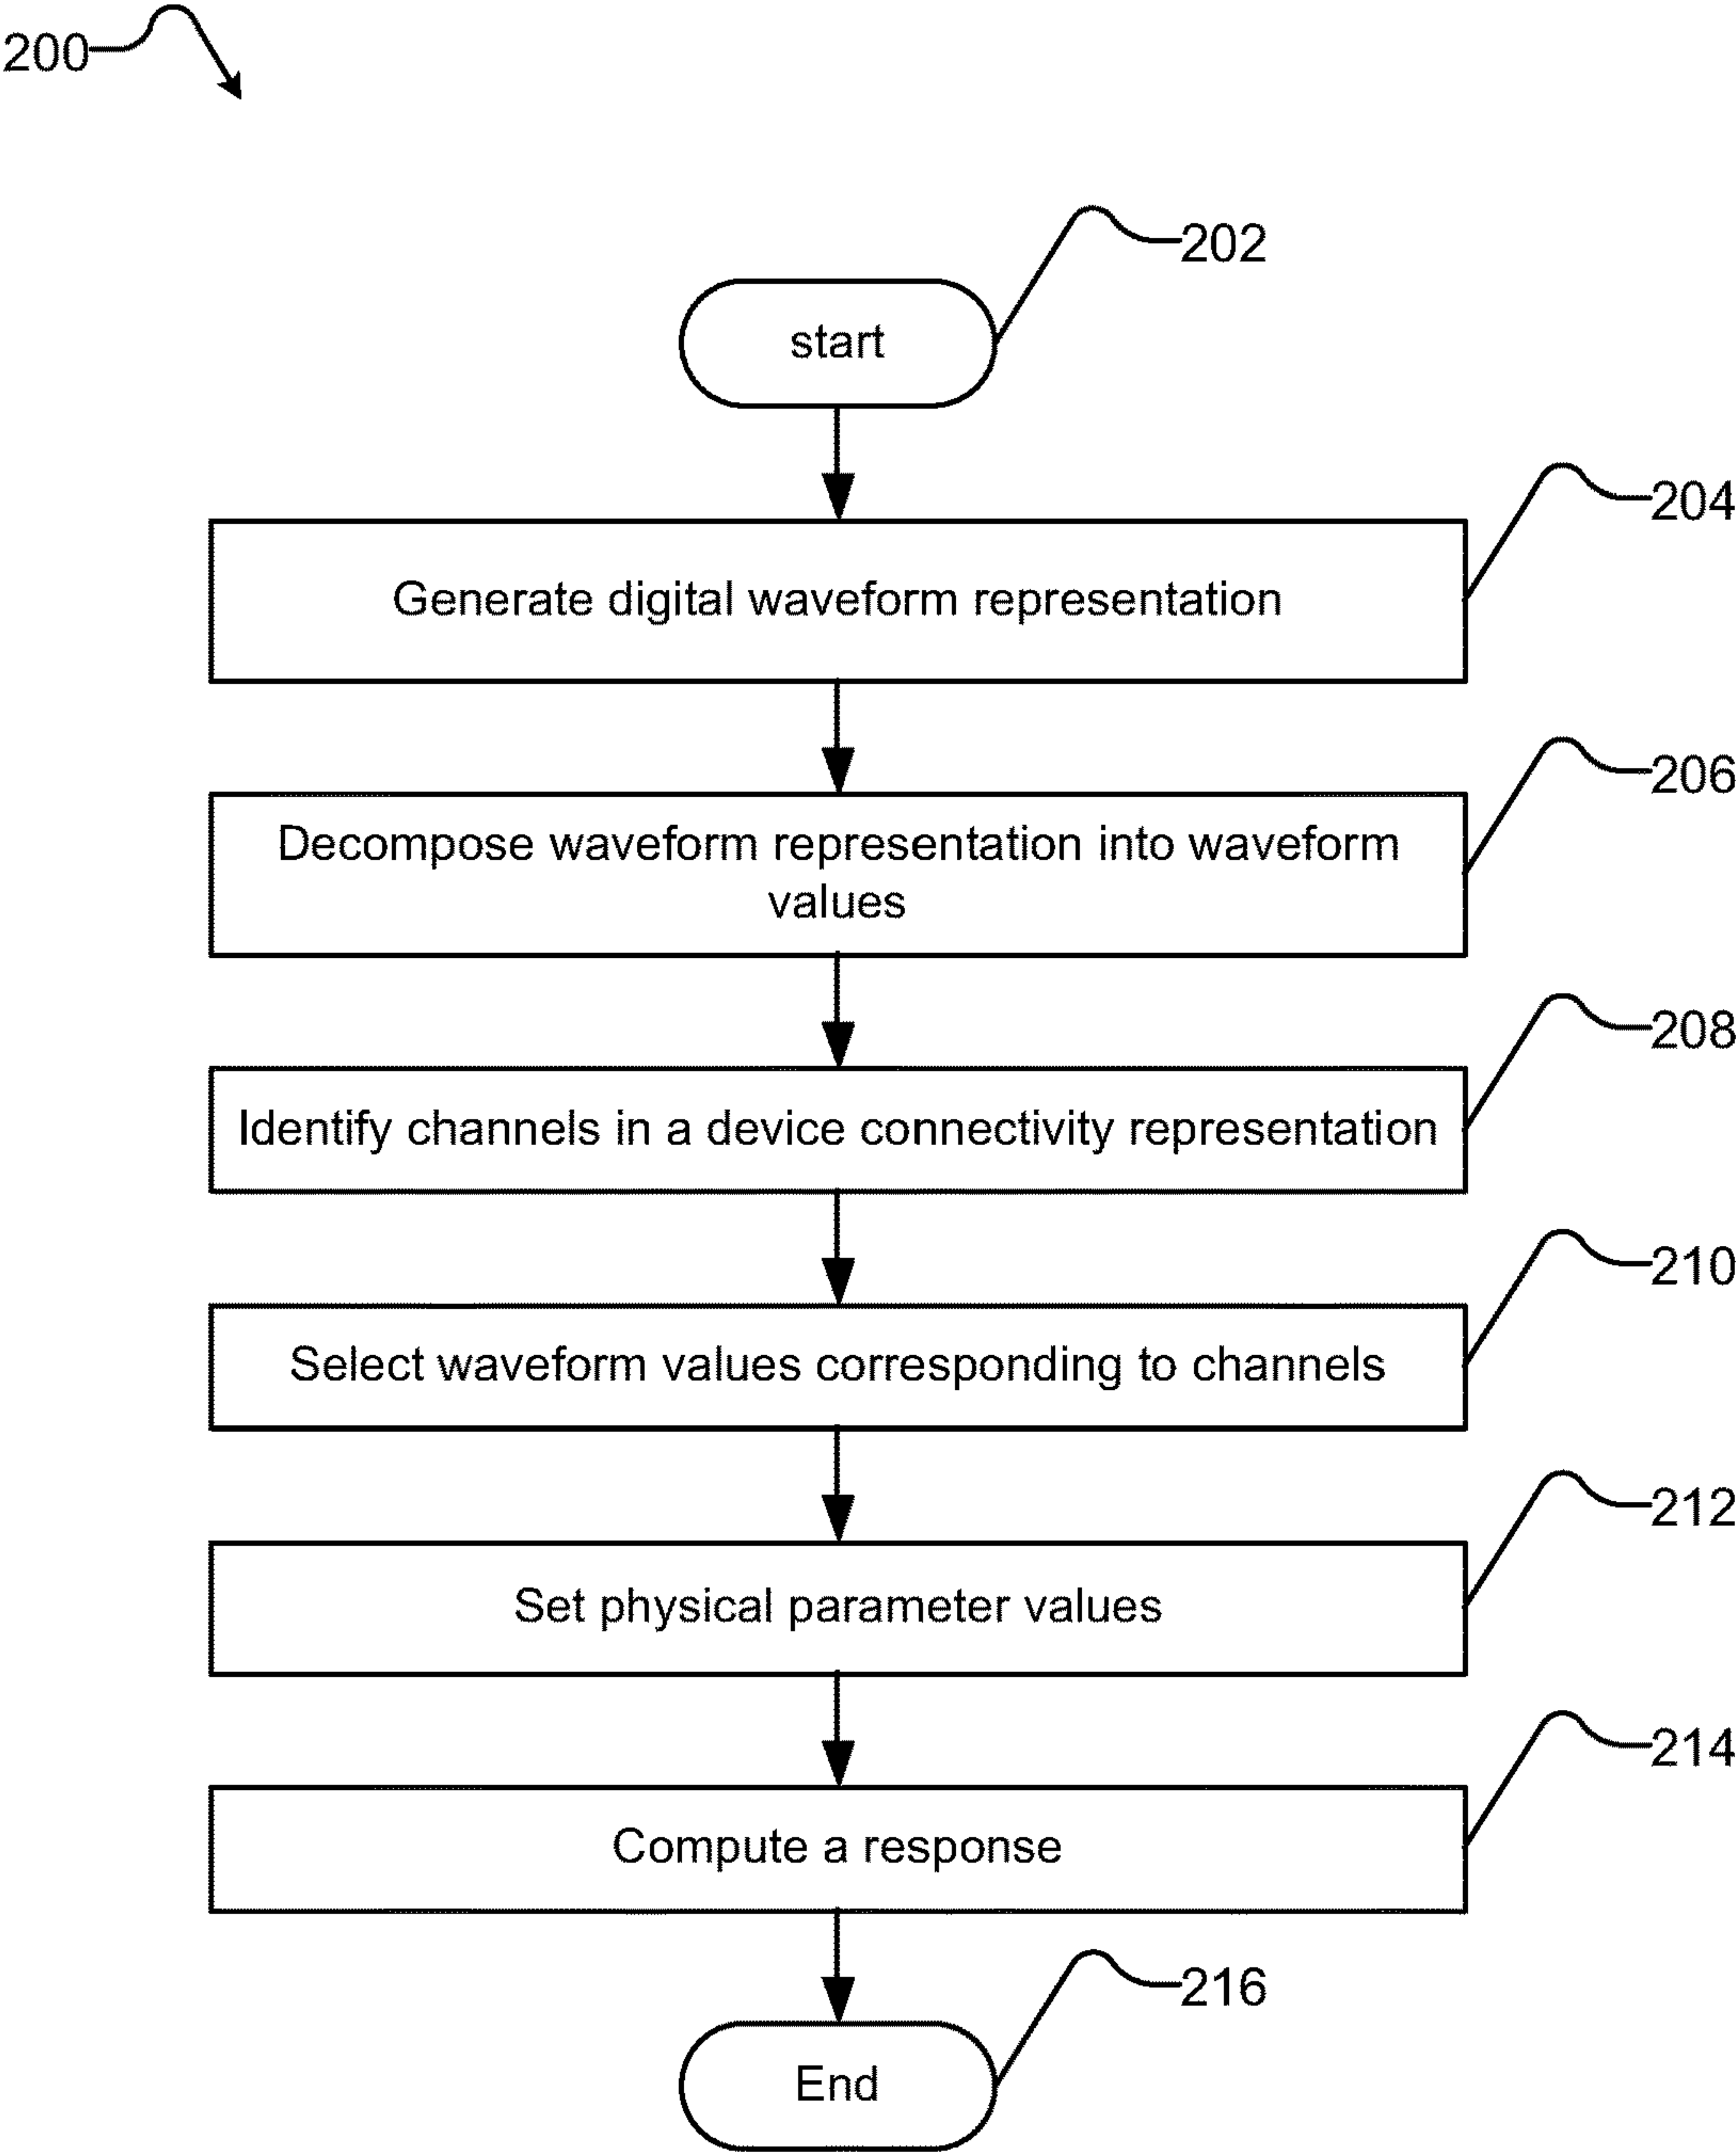 200
202
start
204
Generate digital waveform representation
206
Decompose waveform representation into waveform
values
208
Identify channels in a device connectivity representation
210
Select waveform values corresponding to channels
212
Set physical parameter values
214
Compute a response
216
End